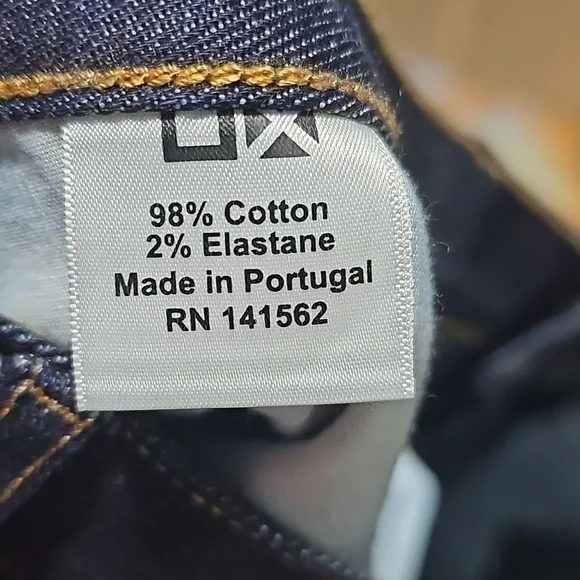 98% Cotton
2% Elastane
Made in Portugal
RN 141562